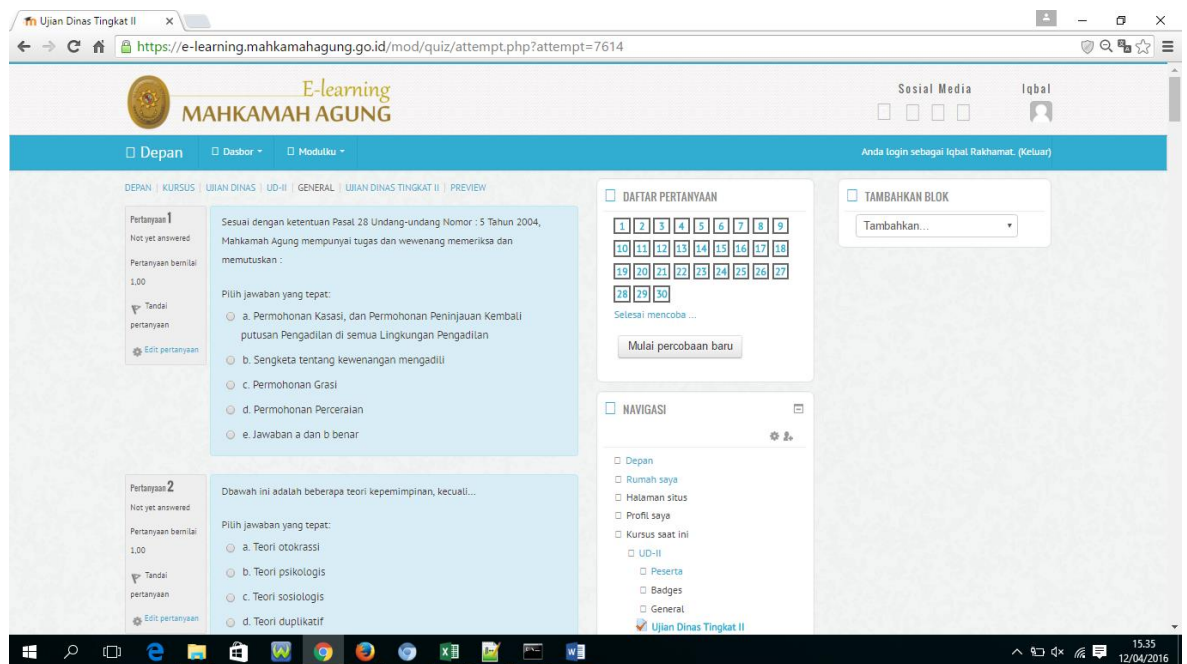 Ujian Dinas Tingkat II
https://e-learning.mahkamahagung.go.id/mod/quiz/attempt.php?attempt=7614
E-learning
MAHKAMAH AGUNG
Sosial Media
Iqbal
Depan
Dasbor
Modulku
Anda login sebagai Iqbal Rakhamat. (Keluar)
DEPAN | KURSUS | UJIAN DINAS | UD-II | GENERAL | UJIAN DINAS TINGKAT II | PREVIEW
Pertanyaan 1
Not yet answered
Pertanyaan bernilai
1,00
Tandai
pertanyaan
Edit pertanyaan
Sesuai dengan ketentuan Pasal 28 Undang-undang Nomor : 5 Tahun 2004,
Mahkamah Agung mempunyai tugas dan wewenang memeriksa dan
memutuskan :
Pilih jawaban yang tepat:
a. Permohonan Kasasi, dan Permohonan Peninjauan Kembali
putusan Pengadilan di semua Lingkungan Pengadilan
b. Sengketa tentang kewenangan mengadili
c. Permohonan Grasi
d. Permohonan Perceraian
e. Jawaban a dan b benar
Pertanyaan 2
Not yet answered
Pertanyaan bernilai
1,00
Tandai
pertanyaan
Edit pertanyaan
Dbawah ini adalah beberapa teori kepemimpinan, kecuali...
Pilih jawaban yang tepat:
a. Teori otokrassi
b. Teori psikologis
c. Teori sosiologis
d. Teori duplikatif
DAFTAR PERTANYAAN
1 2 3 4 5 6 7 8 9
10 11 12 13 14 15 16 17 18
19 20 21 22 23 24 25 26 27
28 29 30
Selesai mencoba ...
Mulai percobaan baru
NAVIGASI
Depan
Rumah saya
Halaman situs
Profil saya
Kursus saat ini
UD-II
Peserta
Badges
General
Ujian Dinas Tingkat II
TAMBAHKAN BLOK
Tambahkan...
15.35
12/04/2016